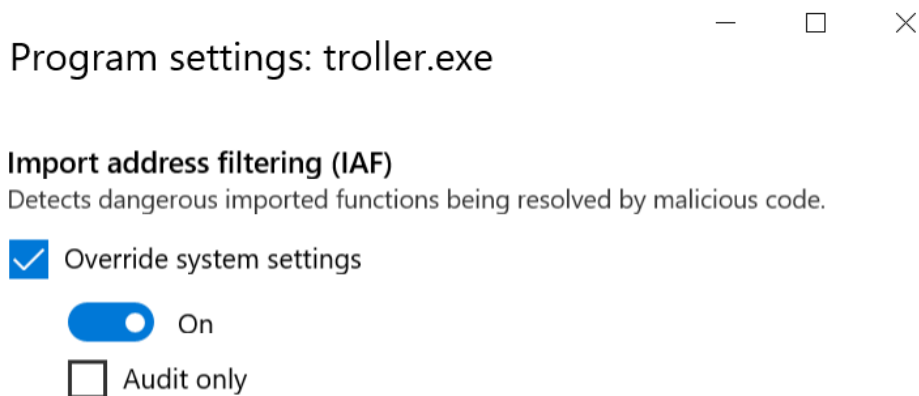 Program settings: troller.exe
Import address filtering (IAF)
Detects dangerous imported functions being resolved by malicious code.
Override system settings
On
Audit only